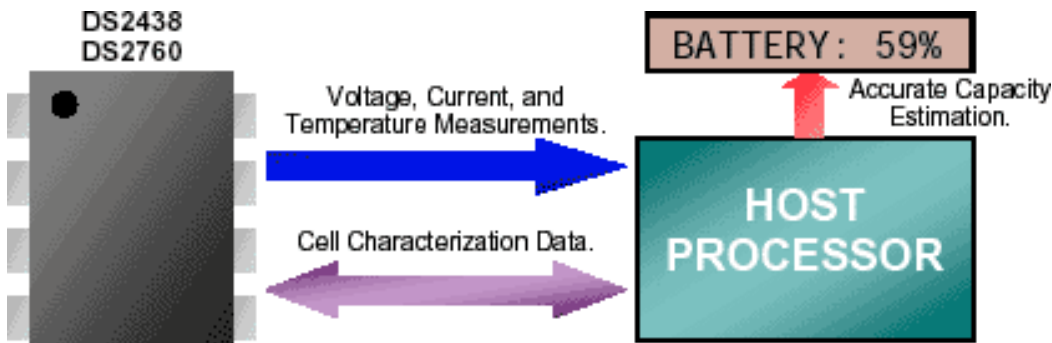 DS2438
DS2760
Voltage, Current, and
Temperature Measurements.
Cell Characterization Data.
BATTERY: 59%
Accurate Capacity
Estimation.
HOST
PROCESSOR